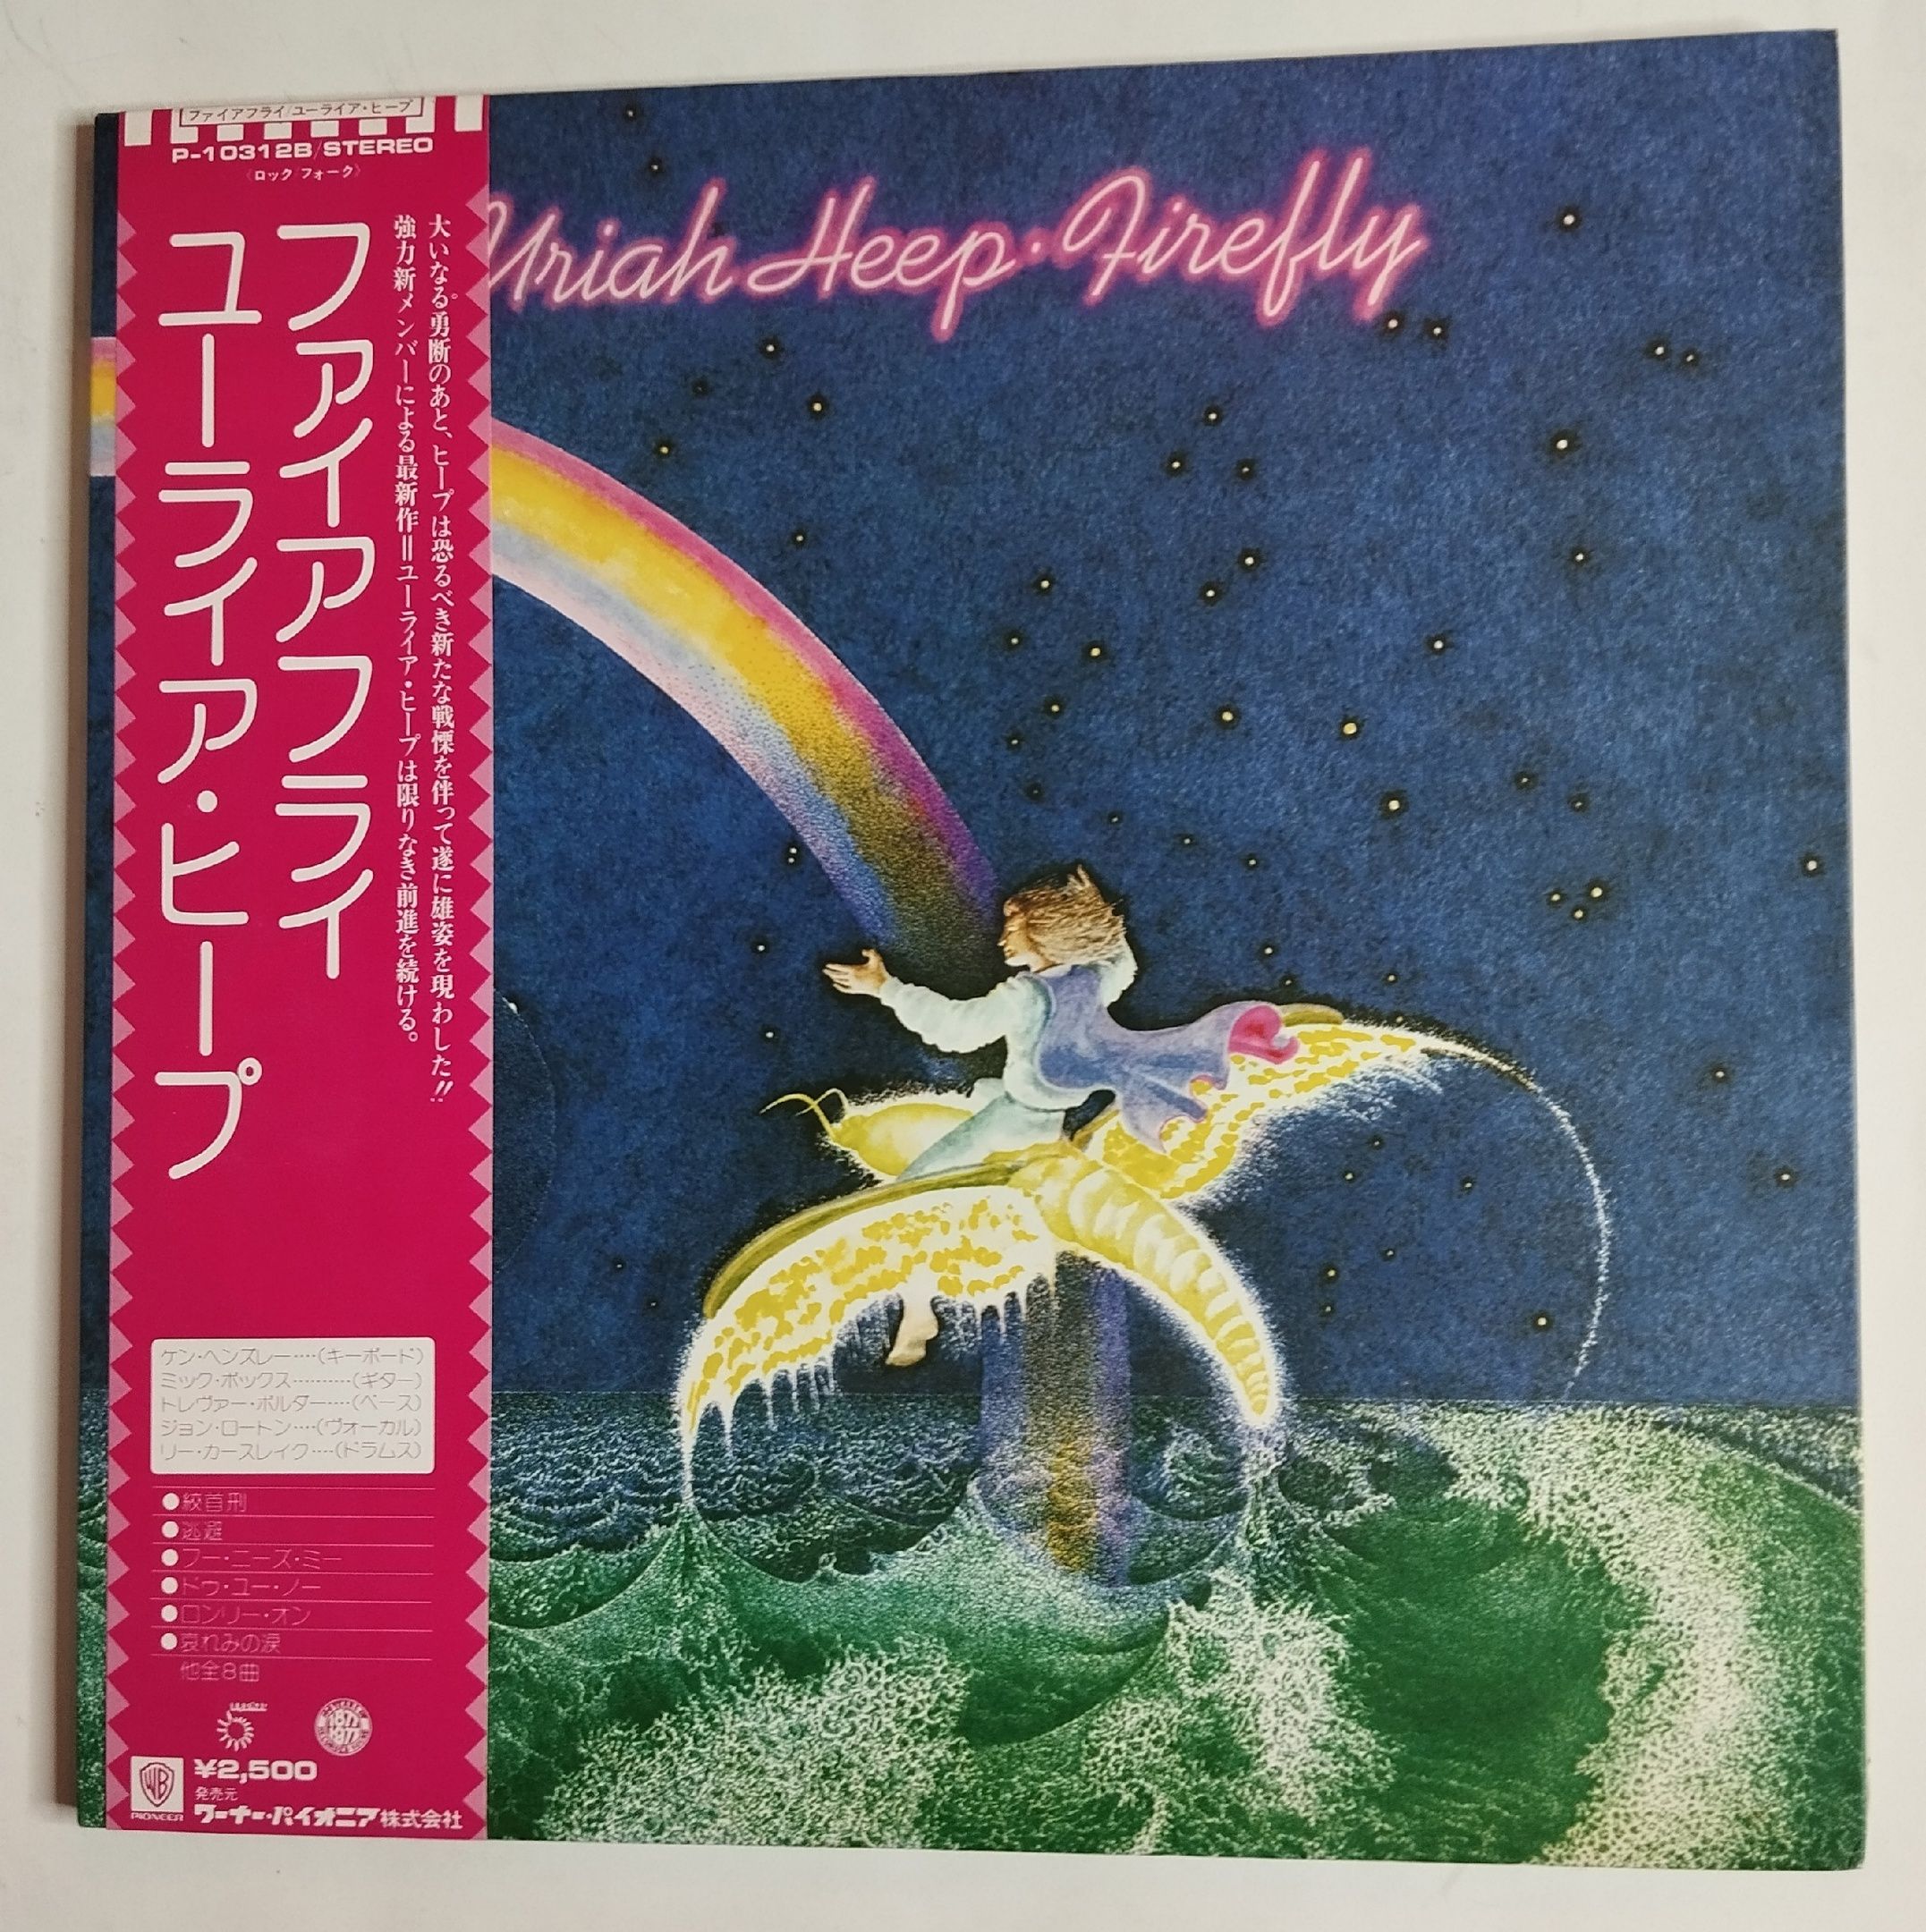 ファイアフライ/ユーライア・ヒープ
P-10312B/STEREO
〈ロック フォーク〉
大いなる勇断のあと、ヒープは恐るべき新たな戦慄を伴って遂に雄姿を現わした!!
強力新メンバーによる最新作=ユーライア・ヒープは限りなき前進を続ける。
ファイアフライ
ユーライア・ヒープ
Uriah Heep・Firefly
ケン・ヘンズレー····(キーボード)
ミック・ボックス·········(ギター)
トレヴァー・ボルダー····(ベース)
ジョン・ロートン····(ヴォーカル)
リー・カースレイク····(ドラムス)
●絞首刑
●逃避
●フー・ニーズ・ミー
●ドゥ・ユー・ノー
●ロンリー・オン
●哀れみの涙
他全8曲
1877
1977
WB
PIONEER
¥2,500
発売元
ワーナー・パイオニア株式会社